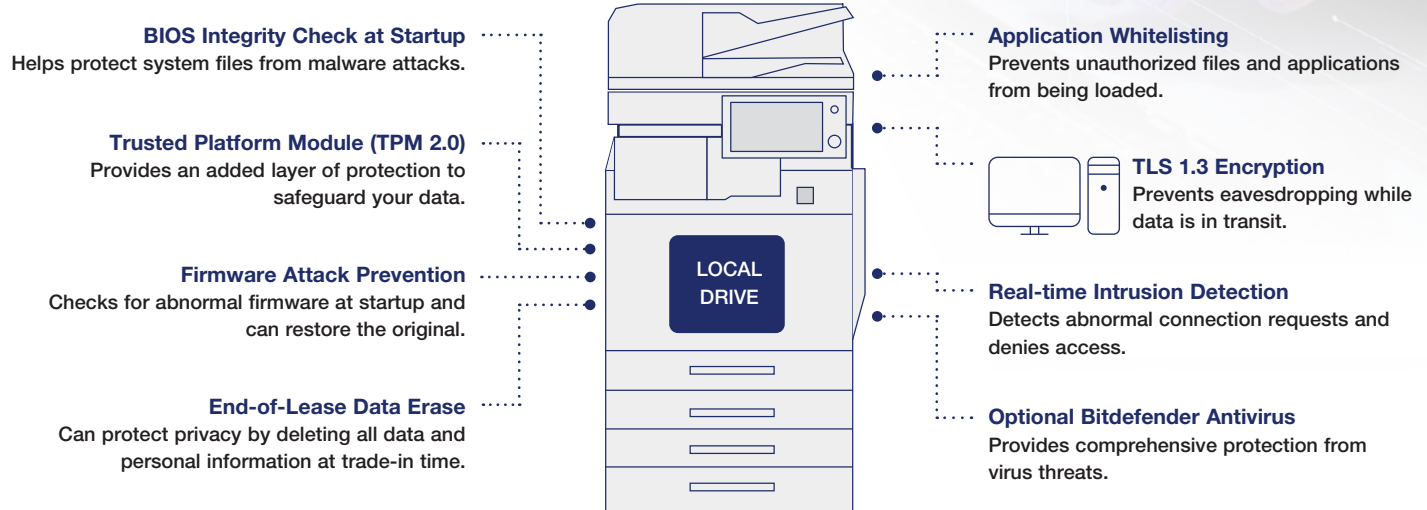 BIOS Integrity Check at Startup
Helps protect system files from malware attacks.
Trusted Platform Module (TPM 2.0)
Provides an added layer of protection to
safeguard your data.
Firmware Attack Prevention
Checks for abnormal firmware at startup and
can restore the original.
End-of-Lease Data Erase
Can protect privacy by deleting all data and
personal information at trade-in time.
LOCAL
DRIVE
Application Whitelisting
Prevents unauthorized files and applications
from being loaded.
TLS 1.3 Encryption
Prevents eavesdropping while
data is in transit.
Real-time Intrusion Detection
Detects abnormal connection requests and
denies access.
Optional Bitdefender Antivirus
Provides comprehensive protection from
virus threats.